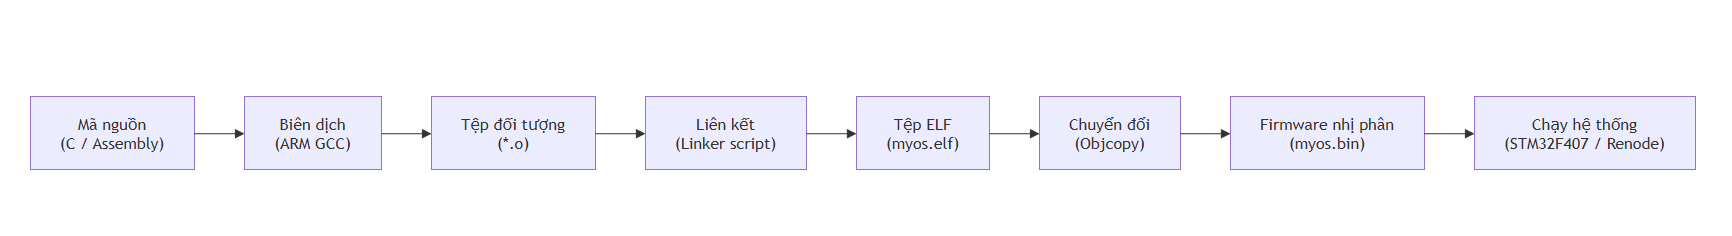 Mã nguồn
(C / Assembly)
Biên dịch
(ARM GCC)
Tệp đối tượng
(*.o)
Liên kết
(Linker script)
Tệp ELF
(myos.elf)
Chuyển đổi
(Objcopy)
Firmware nhị phân
(myos.bin)
Chạy hệ thống
(STM32F407 / Renode)